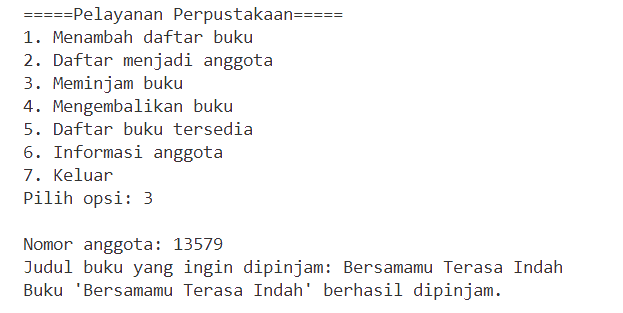 =====Pelayanan Perpustakaan=====
1. Menambah daftar buku
2. Daftar menjadi anggota
3. Meminjam buku
4. Mengembalikan buku
5. Daftar buku tersedia
6. Informasi anggota
7. Keluar
Pilih opsi: 3
Nomor anggota: 13579
Judul buku yang ingin dipinjam: Bersamamu Terasa Indah
Buku 'Bersamamu Terasa Indah' berhasil dipinjam.